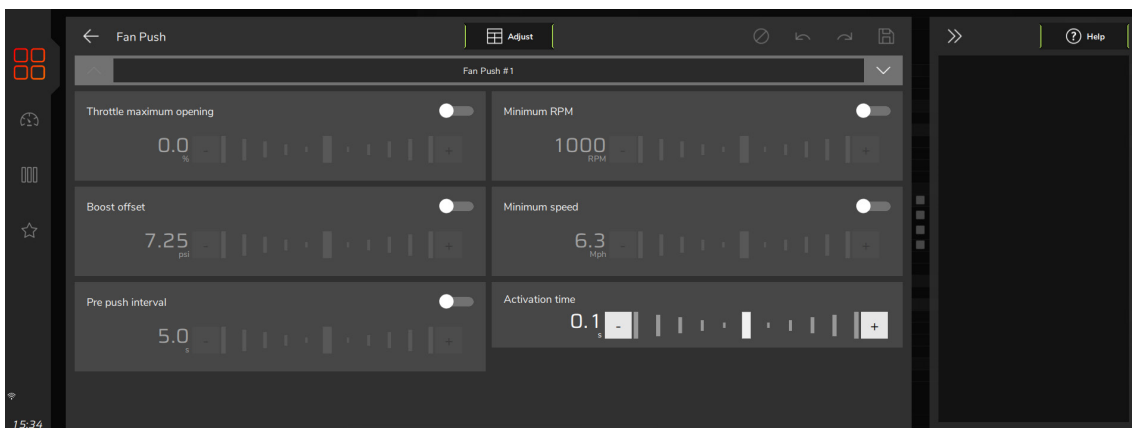 Fan Push
Adjust
Help
Fan Push #1
Throttle maximum opening
0.0
%
-
+
Minimum RPM
1000
RPM
-
+
Boost offset
7.25
psi
-
+
Minimum speed
6.3
Mph
-
+
Pre push interval
5.0
s
-
+
Activation time
0.1
s
-
+
15:34